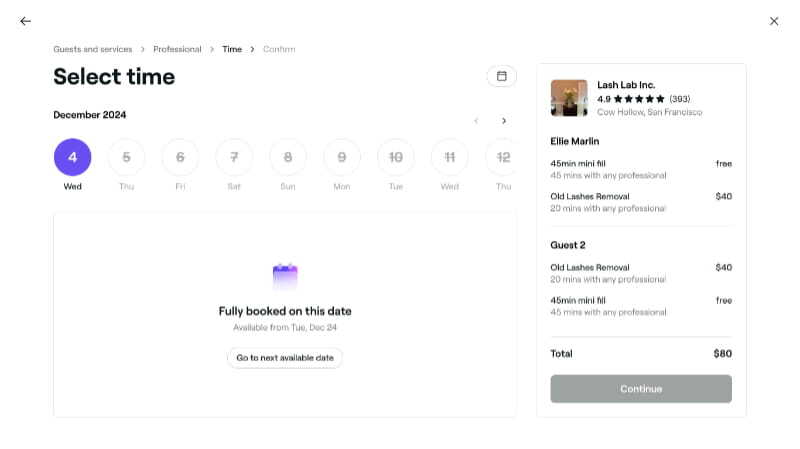 Guests and services > Professional > Time > Confirm
Select time
December 2024
4 5 6 7 8 9 10 11 12
Wed Thu Fri Sat Sun Mon Tue Wed Thu
Fully booked on this date
Available from Tue, Dec 24
Go to next available date
Lash Lab Inc.
4.9 ★★★★★ (393)
Cow Hollow, San Francisco
Ellie Marlin
45min mini fill free
45 mins with any professional
Old Lashes Removal $40
20 mins with any professional
Guest 2
Old Lashes Removal $40
20 mins with any professional
45min mini fill free
45 mins with any professional
Total $80
Continue